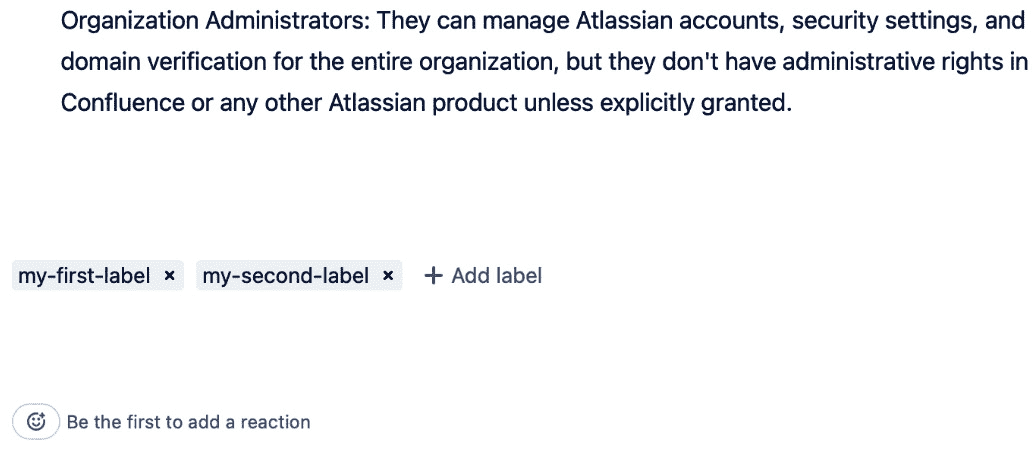 Organization Administrators: They can manage Atlassian accounts, security settings, and
domain verification for the entire organization, but they don't have administrative rights in
Confluence or any other Atlassian product unless explicitly granted.
my-first-label × my-second-label × + Add label
Be the first to add a reaction